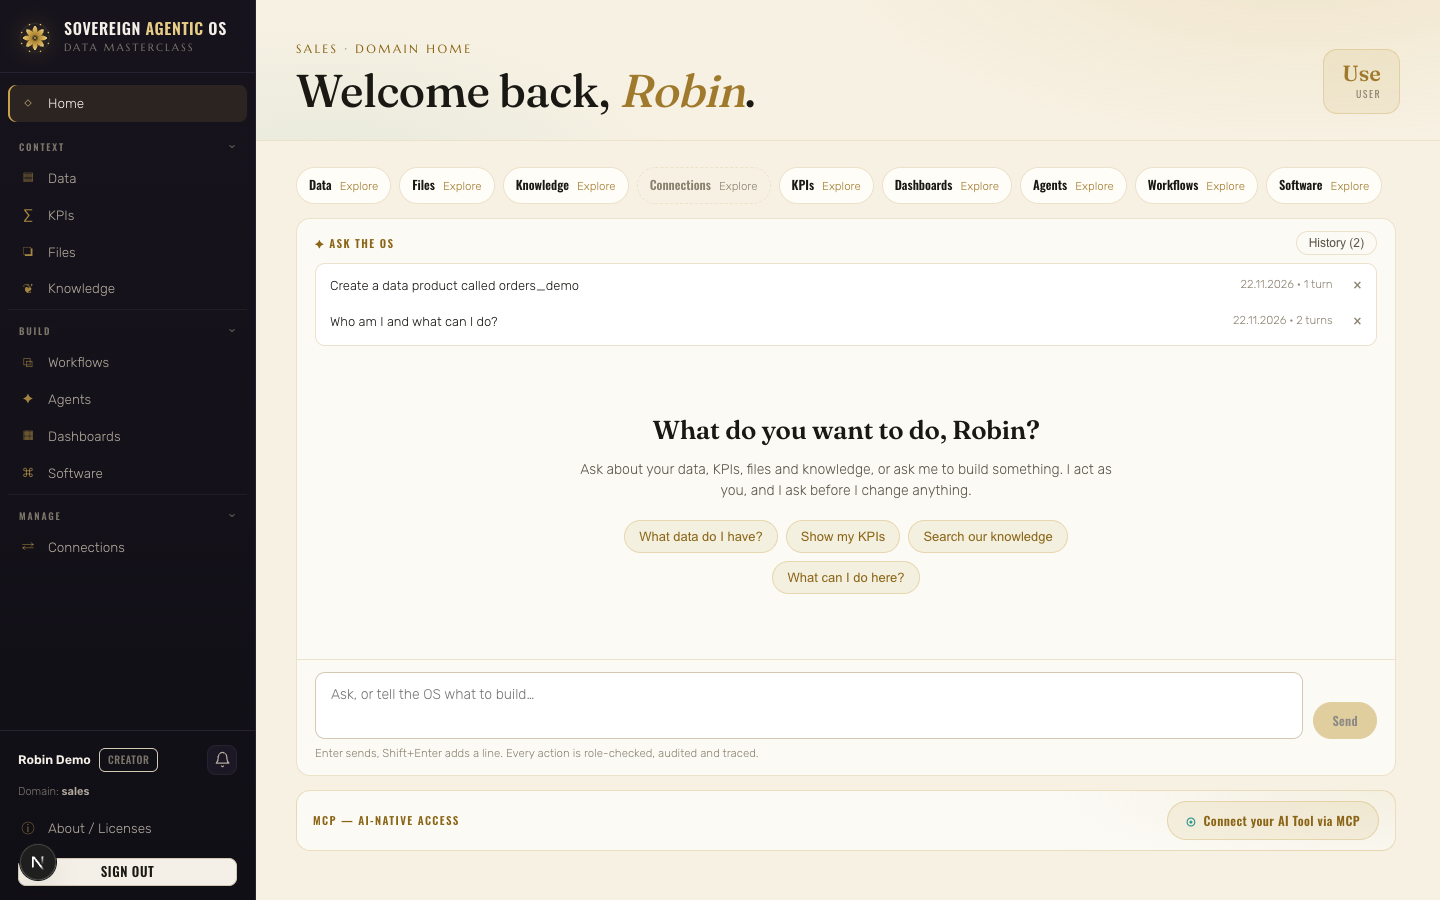 SOVEREIGN AGENTIC OS
DATA MASTERCLASS
Home
CONTEXT
Data
KPIs
Files
Knowledge
BUILD
Workflows
Agents
Dashboards
Software
MANAGE
Connections
Robin Demo CREATOR
Domain: sales
About / Licenses
N SIGN OUT
SALES · DOMAIN HOME
Welcome back, Robin.
Use
USER
Data Explore Files Explore Knowledge Explore Connections Explore KPIs Explore Dashboards Explore Agents Explore Workflows Explore Software Explore
✦ ASK THE OS
History (2)
Create a data product called orders_demo 22.11.2026 • 1 turn ×
Who am I and what can I do? 22.11.2026 • 2 turns ×
What do you want to do, Robin?
Ask about your data, KPIs, files and knowledge, or ask me to build something. I act as
you, and I ask before I change anything.
What data do I have? Show my KPIs Search our knowledge
What can I do here?
Ask, or tell the OS what to build...
Send
Enter sends, Shift+Enter adds a line. Every action is role-checked, audited and traced.
MCP — AI-NATIVE ACCESS
Connect your AI Tool via MCP